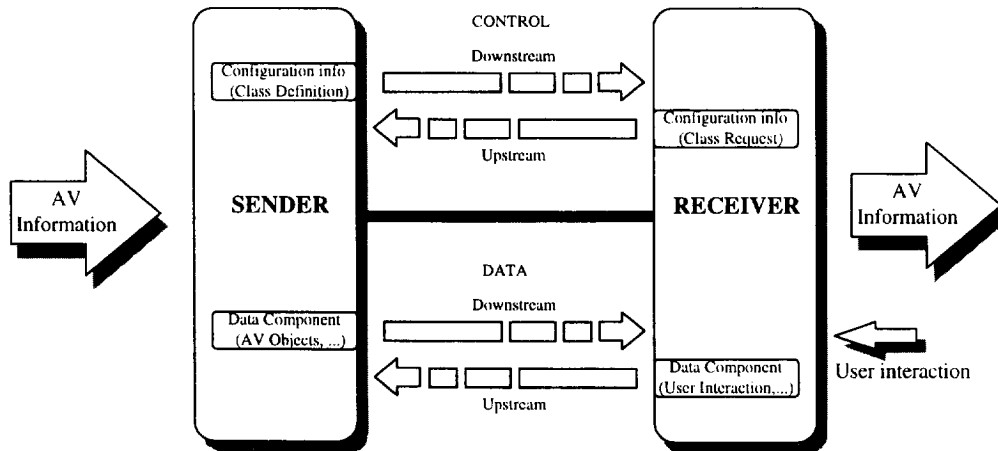 CONTROL
Downstream
Configuration info
(Class Definition)
Configuration info
(Class Request)
Upstream
AV
Information
SENDER
RECEIVER
AV
Information
DATA
Downstream
Data Component
(AV Objects, ...)
Data Component
(User Interaction,...)
Upstream
User interaction